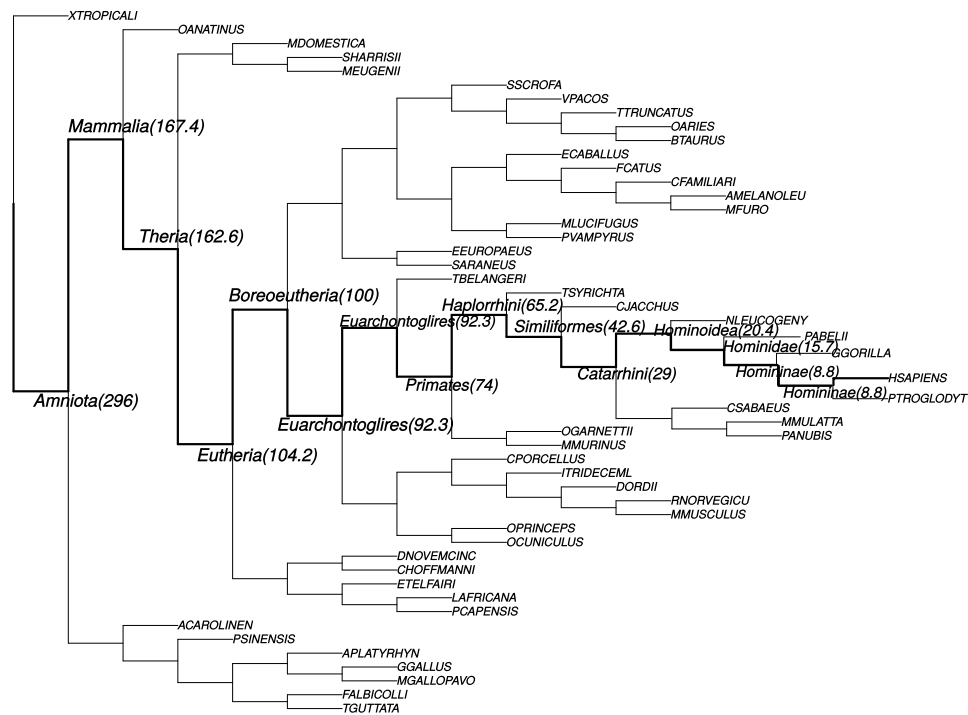 XTROPICALI
OANATINUS
MDOMESTICA
SHARRISII
MEUGENII
SSCROFA
VPACOS
TTRUNCATUS
Mammalia(167.4)
OARIES
BTAURUS
ECABALLUS
FCATUS
CFAMILIARI
AMELANOLEU
MFURO
MLUCIFUGUS
Theria(162.6)
PVAMPYRUS
EEUROPAEUS
SARANEUS
TBELANGERI
Boreoeutheria(100)
TSYRICHTA
Haplorrhini(65.2)
CJACCHUS
Euarchontoglires(92.3)
NLEUCOGENY
Similiformes(42.6)
Hominoidea(20.4)
PABELII
Hominidae(15.7)
GGORILLA
Catarrhini(29)
Homininae(8.8)
HSAPIENS
Primates(74)
Homininae(8.8)
PTROGLODYT
Amniota(296)
CSABAEUS
Euarchontoglires(92.3)
MMULATTA
OGARNETTII
PANUBIS
MMURINUS
Eutheria(104.2)
CPORCELLUS
ITRIDECEML
DORDII
RNORVEGICU
MMUSCULUS
OPRINCEPS
OCUNICULUS
DNOVEMCINC
CHOFFMANNI
ETELFAIRI
LAFRICANA
PCAPENSIS
ACAROLINEN
PSINENSIS
APLATYRHYN
GGALLUS
MGALLOPAVO
FALBICOLLI
TGUTTATA